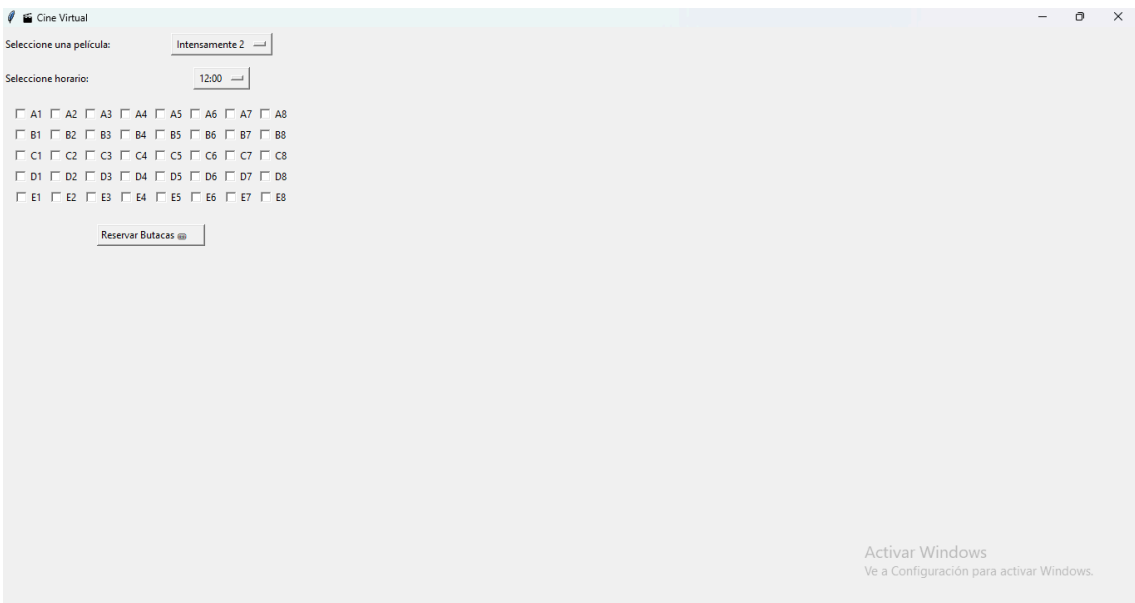 Cine Virtual
Seleccione una película: Intensamente 2
Seleccione horario: 12:00
A1 A2 A3 A4 A5 A6 A7 A8
B1 B2 B3 B4 B5 B6 B7 B8
C1 C2 C3 C4 C5 C6 C7 C8
D1 D2 D3 D4 D5 D6 D7 D8
E1 E2 E3 E4 E5 E6 E7 E8
Reservar Butacas
Activar Windows
Ve a Configuración para activar Windows.